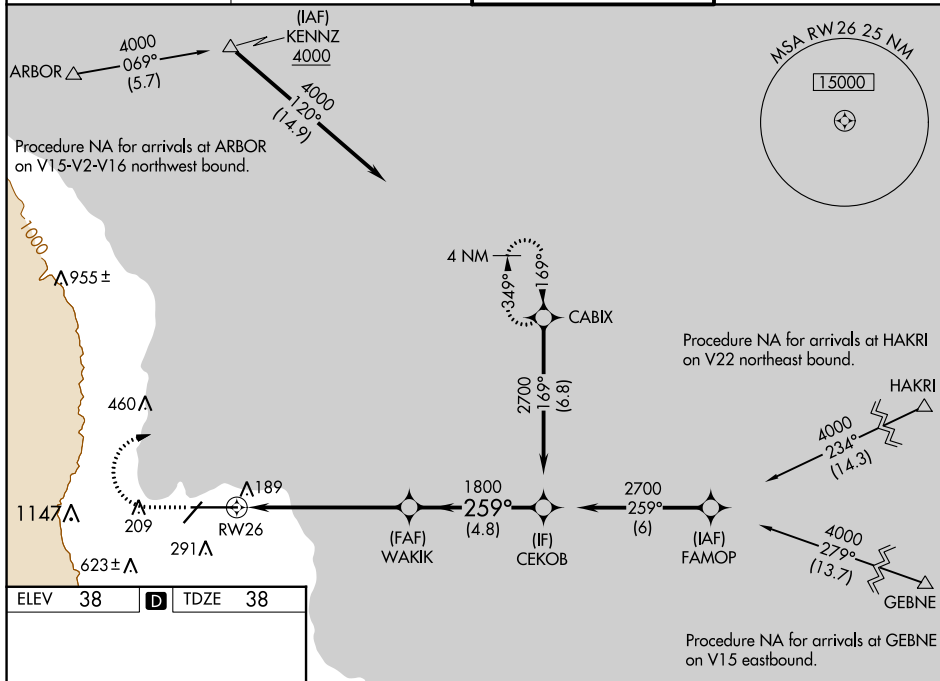 (IAF)
KENNZ
4000
4000
069°
(5.7)
ARBOR
4000
120°
(14.9)
MSA RW 26 25 NM
15000
Procedure NA for arrivals at ARBOR
on V15-V2-V16 northwest bound.
1000
955±
4 NM
349°
169°
CABIX
2700
169°
(6.8)
Procedure NA for arrivals at HAKRI
on V22 northeast bound.
HAKRI
4000
234°
(14.3)
460
189
1147
209
RW26
291
623±
1800
259°
(4.8)
2700
259°
(6)
(FAF)
WAKIK
(IF)
CEKOB
(IAF)
FAMOP
4000
279°
(13.7)
GEBNE
ELEV 38 D TDZE 38
Procedure NA for arrivals at GEBNE
on V15 eastbound.